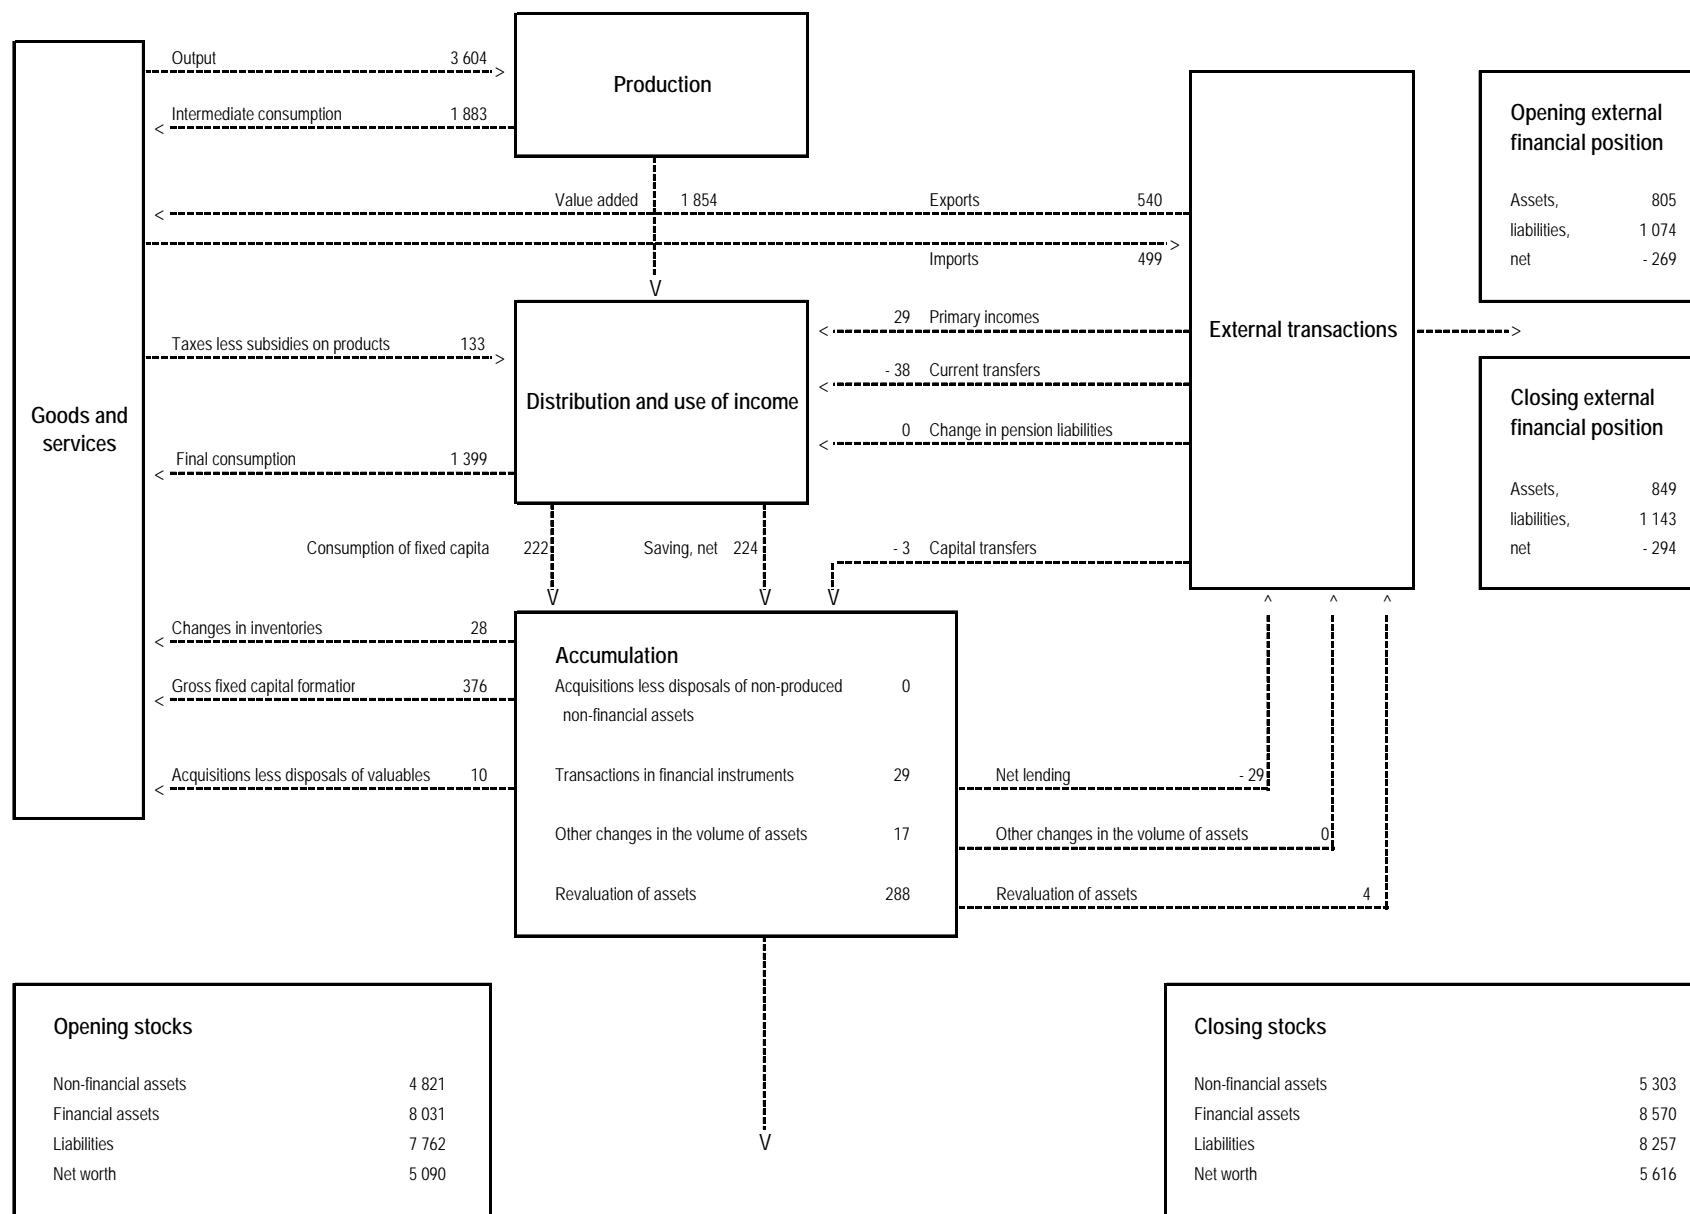 Output 3 604
>
Production
Intermediate consumption 1 883
<
Opening external
financial position
Assets, 805
liabilities, 1 074
net - 269
Value added 1 854
Exports 540
<
>
Imports 499
V
29 Primary incomes
<
External transactions
>
Taxes less subsidies on products 133
>
- 38 Current transfers
<
Goods and
services
Distribution and use of income
0 Change in pension liabilities
<
Final consumption 1 399
<
Closing external
financial position
Assets, 849
liabilities, 1 143
net - 294
Consumption of fixed capita 222
Saving, net 224
- 3 Capital transfers
V V V
^ ^ ^
Changes in inventories 28
<
Gross fixed capital formation 376
<
Acquisitions less disposals of valuables 10
<
Accumulation
Acquisitions less disposals of non-produced 0
non-financial assets
Transactions in financial instruments 29
Net lending - 29
Other changes in the volume of assets 17
Other changes in the volume of assets 0
Revaluation of assets 288
Revaluation of assets 4
V
Opening stocks
Non-financial assets 4 821
Financial assets 8 031
Liabilities 7 762
Net worth 5 090
Closing stocks
Non-financial assets 5 303
Financial assets 8 570
Liabilities 8 257
Net worth 5 616